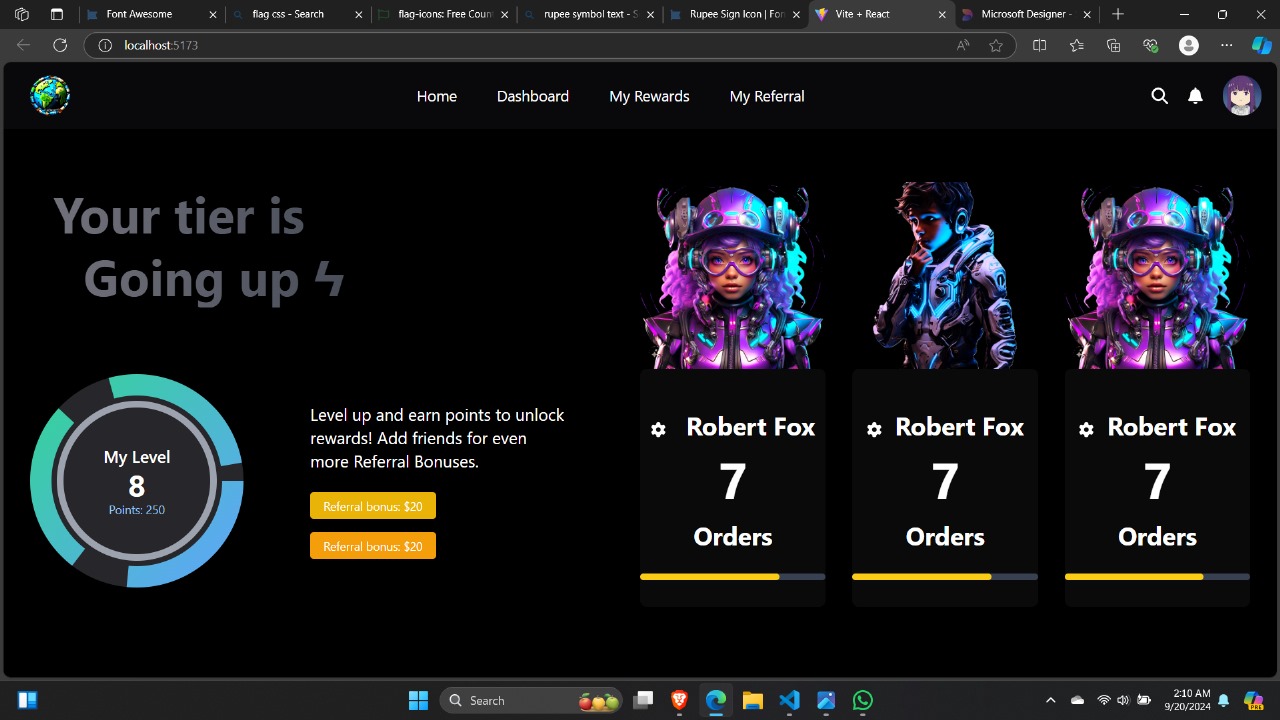 Font Awesome
flag css - Search
flag-icons: Free Coun
rupee symbol text - S
Rupee Sign Icon | Fon
Vite + React
Microsoft Designer -
localhost:5173
Home
Dashboard
My Rewards
My Referral
Your tier is
Going up
My Level
8
Points: 250
Level up and earn points to unlock
rewards! Add friends for even
more Referral Bonuses.
Referral bonus: $20
Referral bonus: $20
Robert Fox
7
Orders
Robert Fox
7
Orders
Robert Fox
7
Orders
Search
2:10 AM
9/20/2024
PRE